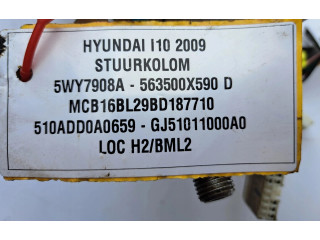 HYUNDAI I10 2009
STUURKOLOM
5WY7908A - 563500X590 D
MCB16BL29BD187710
510ADD0A0659 - GJ51011000A0
LOC H2/BML2